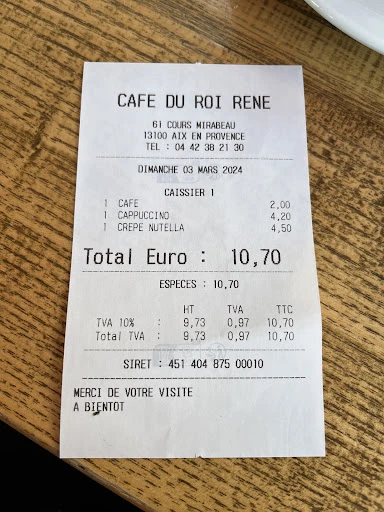 CAFE DU ROI RENE
61 COURS MIRABEAU
13100 AIX EN PROVENCE
TEL : 04 42 38 21 30
DIMANCHE 03 MARS 2024
CAISSIER 1
1 CAFE 2,00
1 CAPPUCCINO 4,20
1 CREPE NUTELLA 4,50
Total Euro : 10,70
ESPECES : 10,70
HT TVA TTC
TVA 10% : 9,73 0,97 10,70
Total TVA : 9,73 0,97 10,70
SIRET : 451 404 875 00010
MERCI DE VOTRE VISITE
A BIENTOT